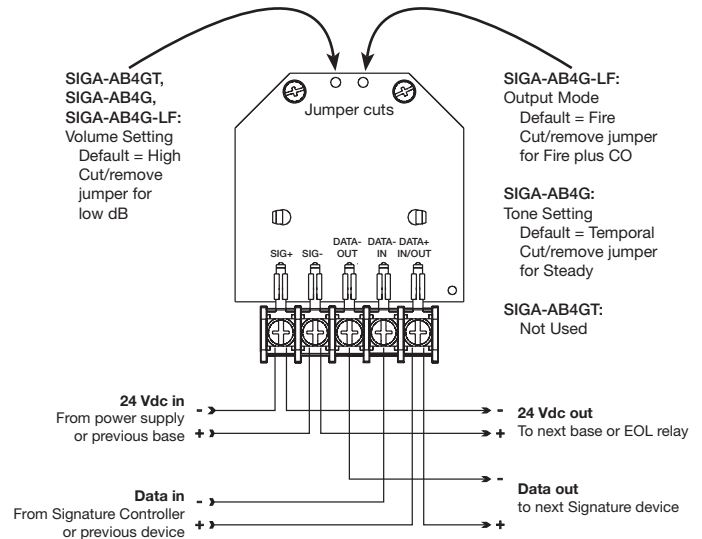 SIGA-AB4GT,
SIGA-AB4G,
SIGA-AB4G-LF:
Volume Setting
Default = High
Cut/remove
jumper for
low dB
Jumper cuts
SIGA-AB4G-LF:
Output Mode
Default = Fire
Cut/remove jumper
for Fire plus CO
SIGA-AB4G:
Tone Setting
Default = Temporal
Cut/remove jumper
for Steady
SIGA-AB4GT:
Not Used
SIG+ SIG- DATA- OUT DATA- IN DATA+ IN/OUT
24 Vdc in
From power supply
or previous base
-
+
24 Vdc out
To next base or EOL relay
-
+
Data in
From Signature Controller
or previous device
-
+
Data out
to next Signature device
-
+